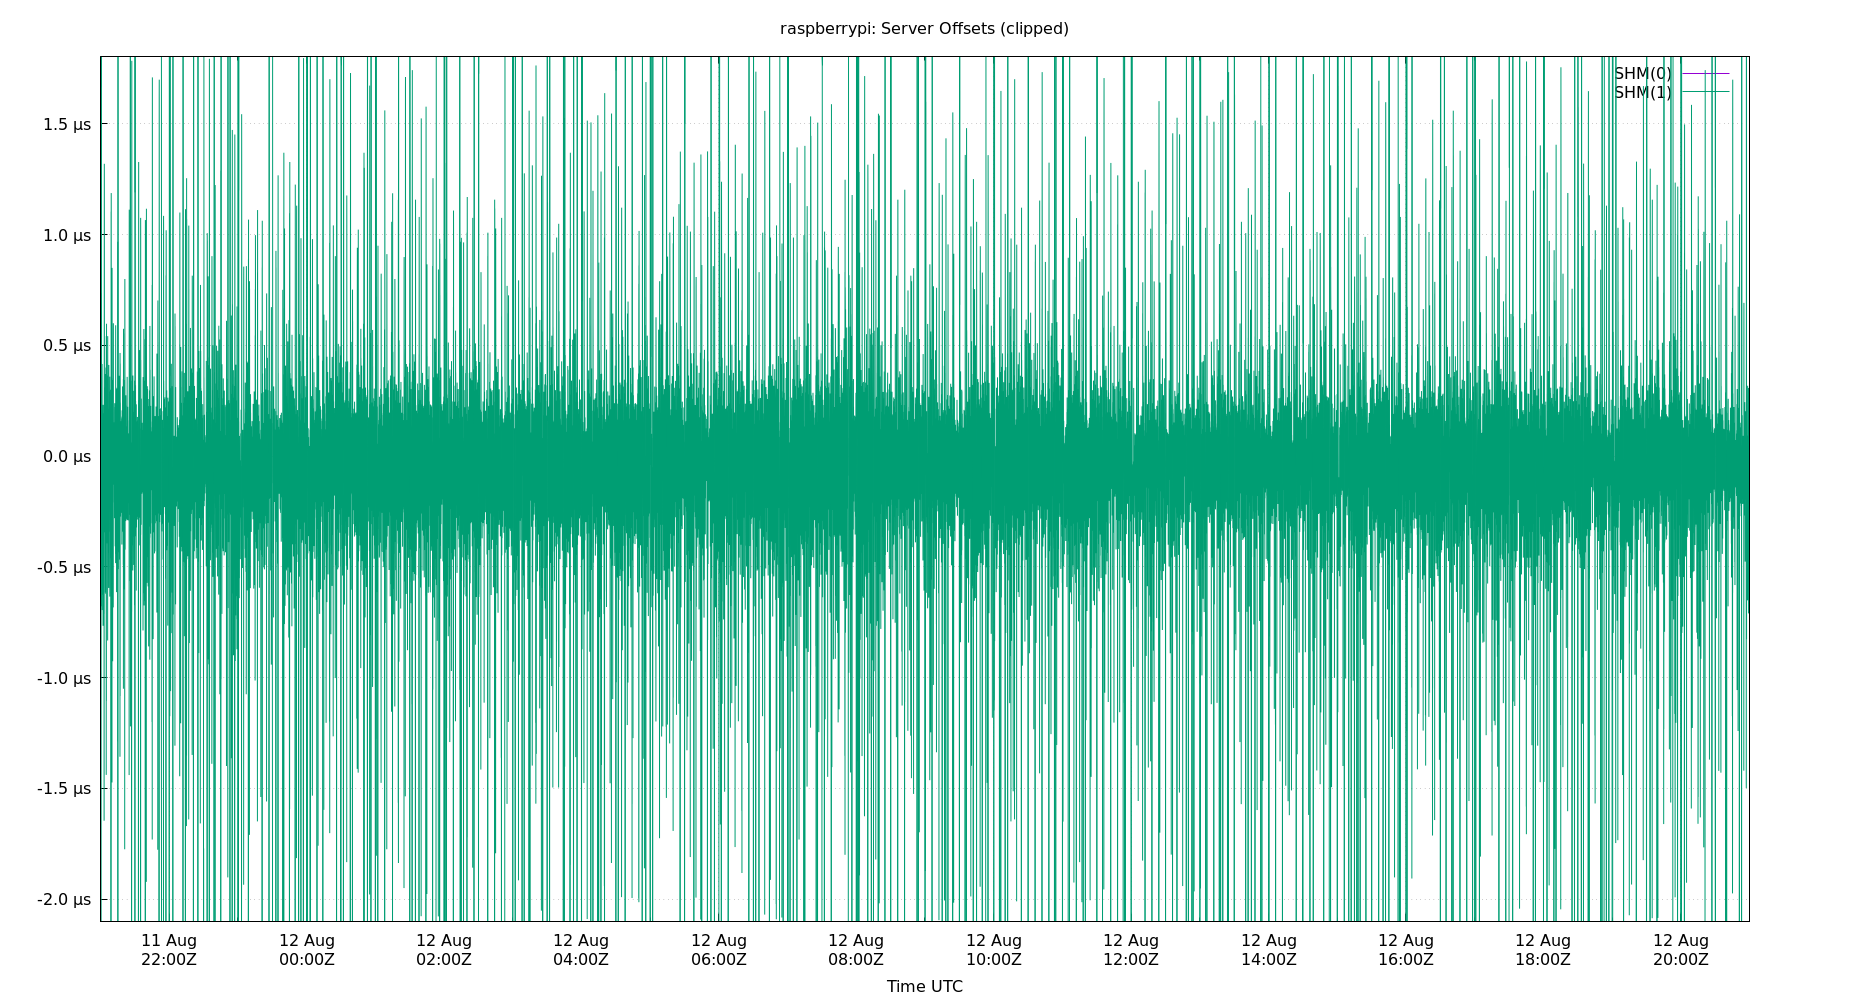 raspberrypi: Server Offsets (clipped)
SHM(0)
SHM(1)
1.5 µs
1.0 µs
0.5 µs
0.0 µs
-0.5 µs
-1.0 µs
-1.5 µs
-2.0 µs
11 Aug 12 Aug 12 Aug 12 Aug 12 Aug 12 Aug 12 Aug 12 Aug 12 Aug 12 Aug 12 Aug 12 Aug
22:00Z 00:00Z 02:00Z 04:00Z 06:00Z 08:00Z 10:00Z 12:00Z 14:00Z 16:00Z 18:00Z 20:00Z
Time UTC